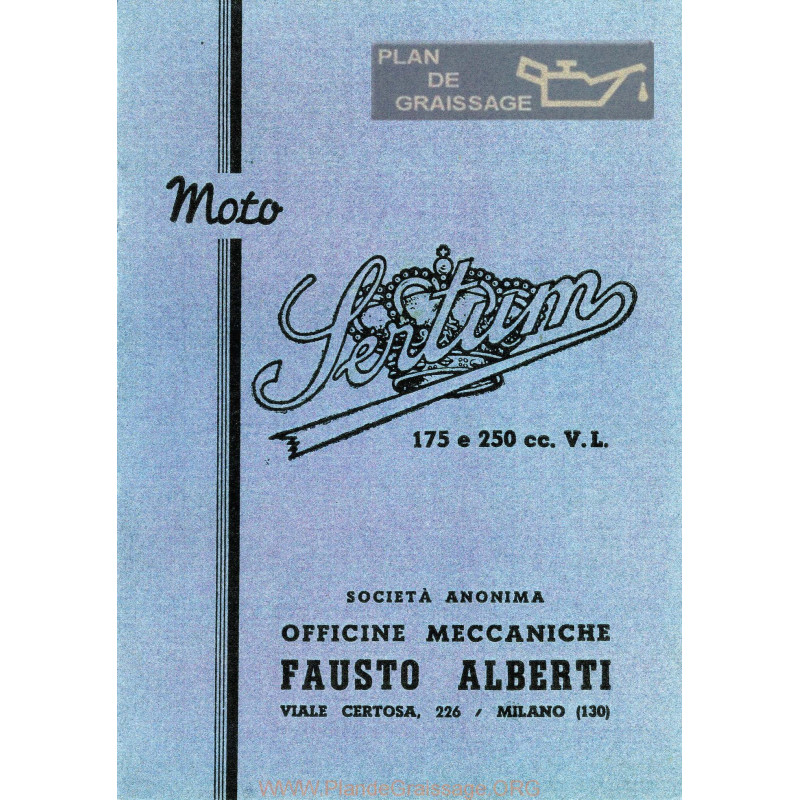 PLAN
DE
GRAISSAGE
Moto
Sertum
175 e 250 cc. V.L.
SOCIETÀ ANONIMA
OFFICINE MECCANICHE
FAUSTO ALBERTI
VIALE CERTOSA, 226 / MILANO (130)
WWW.PlandeGraissage.ORG